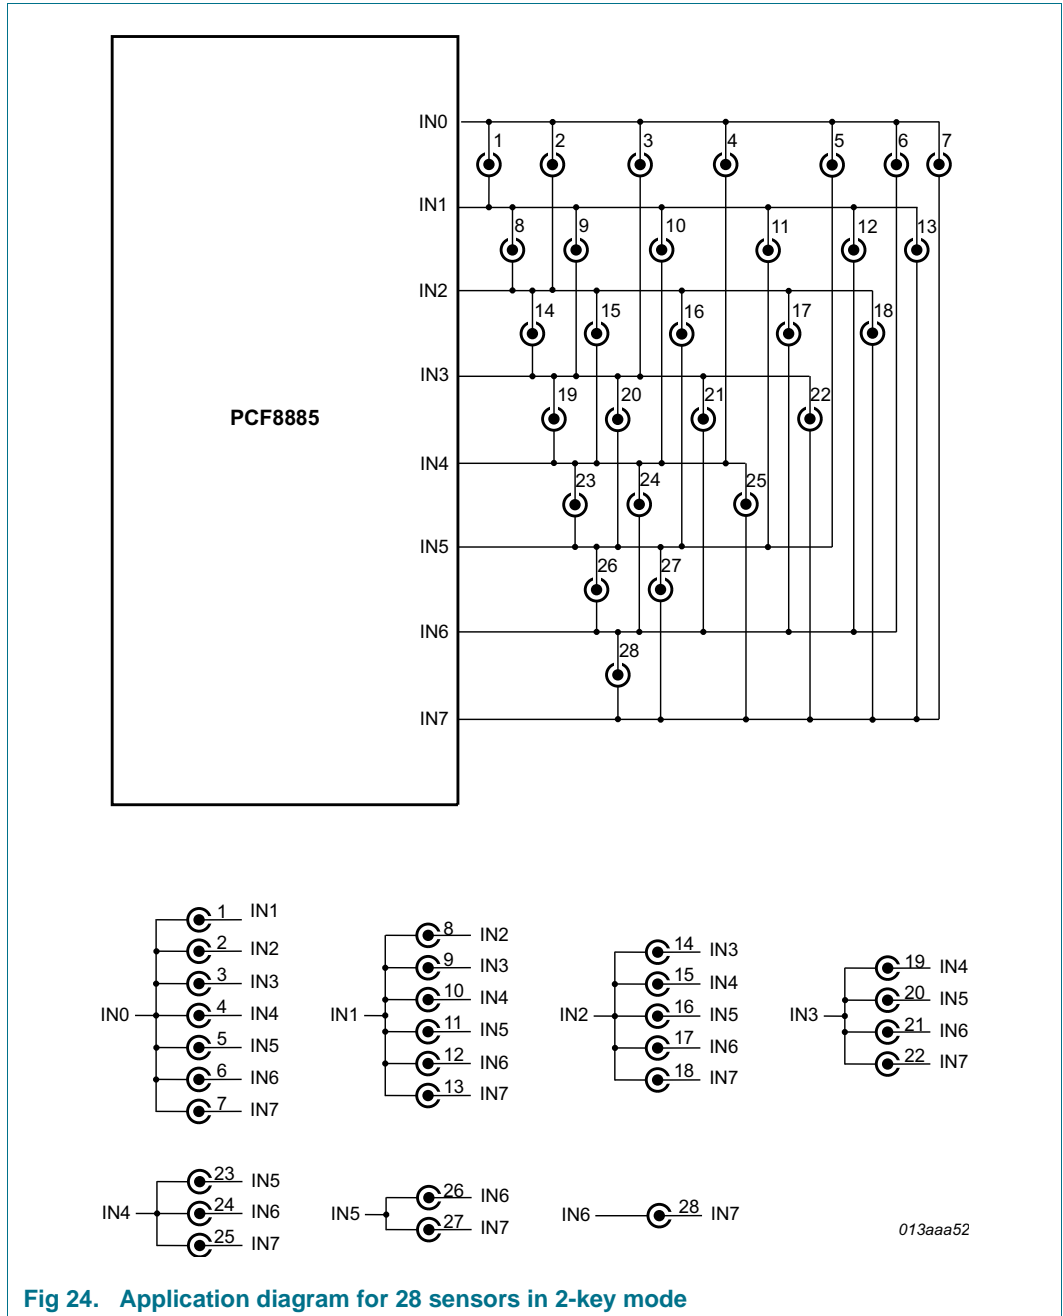 IN0
1 2 3 4 5 6 7
IN1
8 9 10 11 12 13
IN2
14 15 16 17 18
IN3
19 20 21 22
PCF8885
IN4
23 24 25
IN5
26 27
IN6
28
IN7
1 IN1
2 IN2
3 IN3
IN0 4 IN4
5 IN5
6 IN6
7 IN7
8 IN2
9 IN3
10 IN4
IN1
11 IN5
12 IN6
13 IN7
14 IN3
15 IN4
IN2 16 IN5
17 IN6
18 IN7
19 IN4
20 IN5
IN3
21 IN6
22 IN7
23 IN5
IN4 24 IN6
25 IN7
26 IN6
IN5
27 IN7
IN6 28 IN7
013aaa52
Fig 24. Application diagram for 28 sensors in 2-key mode